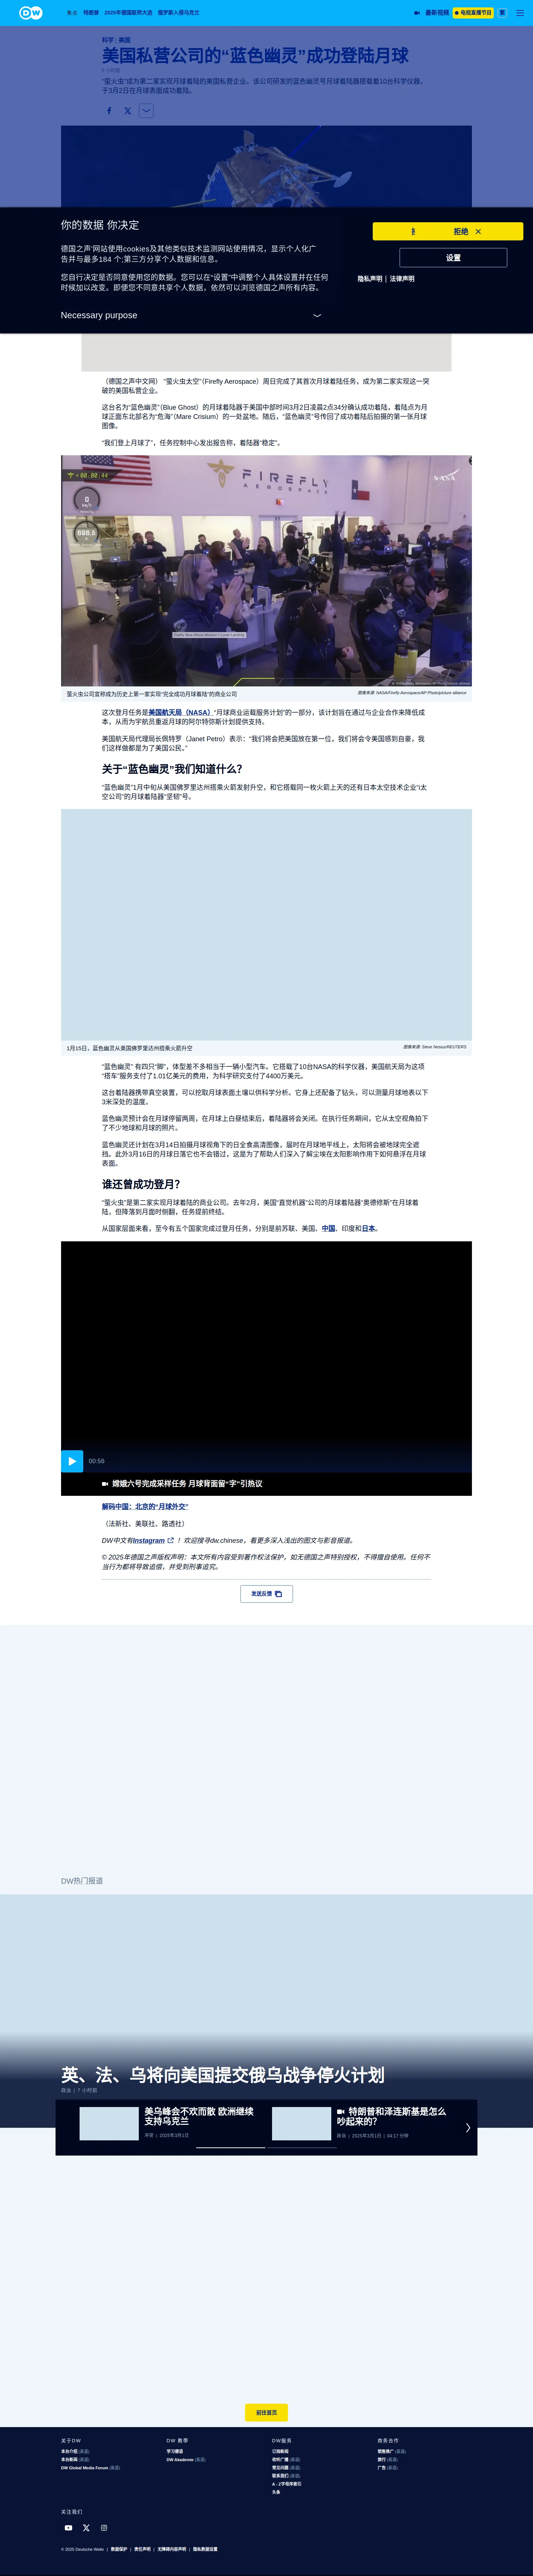 DW
焦点 特朗普 2025年德国联邦大选 俄罗斯入侵乌克兰
最新视频 电视直播节目 繁
科学 | 美国
美国私营公司的“蓝色幽灵”成功登陆月球
“萤火虫”成为第二家实现月球着陆的美国私营企业。该公司研发的蓝色幽灵号月球着陆器搭载着10台科学仪器，
于3月2日在月球表面成功着陆。
你的数据 你决定
德国之声'网站使用cookies及其他类似技术监测网站使用情况，显示个人化广
告并与最多184 个;第三方分享个人数据和信息。
您自行决定是否同意使用您的数据。您可以在“设置”中调整个人具体设置并在任何
时候加以改变。即便您不同意共享个人数据，依然可以浏览德国之声所有内容。
Necessary purpose
拒绝
设置
隐私声明 | 法律声明
（德国之声中文网） “萤火虫太空”（Firefly Aerospace）周日完成了其首次月球着陆任务，成为第二家实现这一突
破的美国私营企业。
这台名为“蓝色幽灵”（Blue Ghost）的月球着陆器于美国中部时间3月2日凌晨2点34分确认成功着陆，着陆点为月
球正面东北部名为“危海”（Mare Crisium）的一处盆地。随后，“蓝色幽灵”号传回了成功着陆后拍摄的第一张月球
图像。
“我们登上月球了”，任务控制中心发出报告称，着陆器“稳定”。
00:00:44
FIREFLY
AEROSPACE
NASA
Firefly Blue Ghost Mission 1 Lunar Landing
萤火虫公司宣称成为历史上第一家实现“完全成功月球着陆”的商业公司
图像来源: NASA/Firefly Aerospace/AP Photo/picture alliance
这次登月任务是美国航天局（NASA）“月球商业运载服务计划”的一部分，该计划旨在通过与企业合作来降低成
本，从而为宇航员重返月球的阿尔特弥斯计划提供支持。
美国航天局代理局长佩特罗（Janet Petro）表示：“我们将会把美国放在第一位，我们将会令美国感到自豪，我
们这样做都是为了美国公民。”
关于“蓝色幽灵”我们知道什么？
“蓝色幽灵”1月中旬从美国佛罗里达州搭乘火箭发射升空，和它搭载同一枚火箭上天的还有日本太空技术企业“i太
空公司”的月球着陆器“坚韧”号。
1月15日，蓝色幽灵从美国佛罗里达州搭乘火箭升空
图像来源: Steve Nesius/REUTERS
“蓝色幽灵” 有四只“脚”，体型差不多相当于一辆小型汽车。它搭载了10台NASA的科学仪器，美国航天局为这项
“搭车”服务支付了1.01亿美元的费用，为科学研究支付了4400万美元。
这台着陆器携带真空装置，可以挖取月球表面土壤以供科学分析。它身上还配备了钻头，可以测量月球地表以下
3米深处的温度。
蓝色幽灵预计会在月球停留两周，在月球上白昼结束后，着陆器将会关闭。在执行任务期间，它从太空视角拍下
了不少地球和月球的照片。
蓝色幽灵还计划在3月14日拍摄月球视角下的日全食高清图像，届时在月球地平线上，太阳将会被地球完全遮
挡。此外3月16日的月球日落它也不会错过，这是为了帮助人们深入了解尘埃在太阳影响作用下如何悬浮在月球
表面。
谁还曾成功登月？
“萤火虫”是第二家实现月球着陆的商业公司。去年2月，美国“直觉机器”公司的月球着陆器“奥德修斯”在月球着
陆，但降落到月面时侧翻，任务提前终结。
从国家层面来看，至今有五个国家完成过登月任务，分别是前苏联、美国、中国、印度和日本。
00:56
嫦娥六号完成采样任务 月球背面留“字”引热议
解码中国：北京的“月球外交”
（法新社、美联社、路透社）
DW中文有Instagram ！欢迎搜寻dw.chinese，看更多深入浅出的图文与影音报道。
© 2025年德国之声版权声明：本文所有内容受到著作权法保护，如无德国之声特别授权，不得擅自使用。任何不
当行为都将导致追偿，并受到刑事追究。
发送反馈
DW热门报道
英、法、乌将向美国提交俄乌战争停火计划
政治 | 7 小时前
美乌峰会不欢而散 欧洲继续
支持乌克兰
冲突 | 2025年3月1日
特朗普和泽连斯基是怎么
吵起来的？
政治 | 2025年3月1日 | 04:17 分钟
前往首页
关于DW
本台介绍 (英语)
本台新闻 (英语)
DW Global Media Forum (英语)
DW 教學
学习德语
DW Akademie (英语)
DW服务
订阅新闻
收听广播 (英语)
常见问题 (英语)
联系我们 (英语)
A - Z字母序索引
头条
商务合作
销售推广 (英语)
旅行 (英语)
广告 (英语)
关注我们
© 2025 Deutsche Welle | 数据保护 | 责任声明 | 无障碍内容声明 | 隐私数据设置